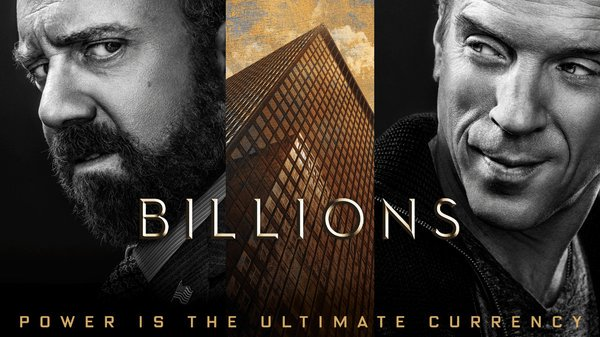 BILLIONS
POWER IS THE ULTIMATE CURRENCY